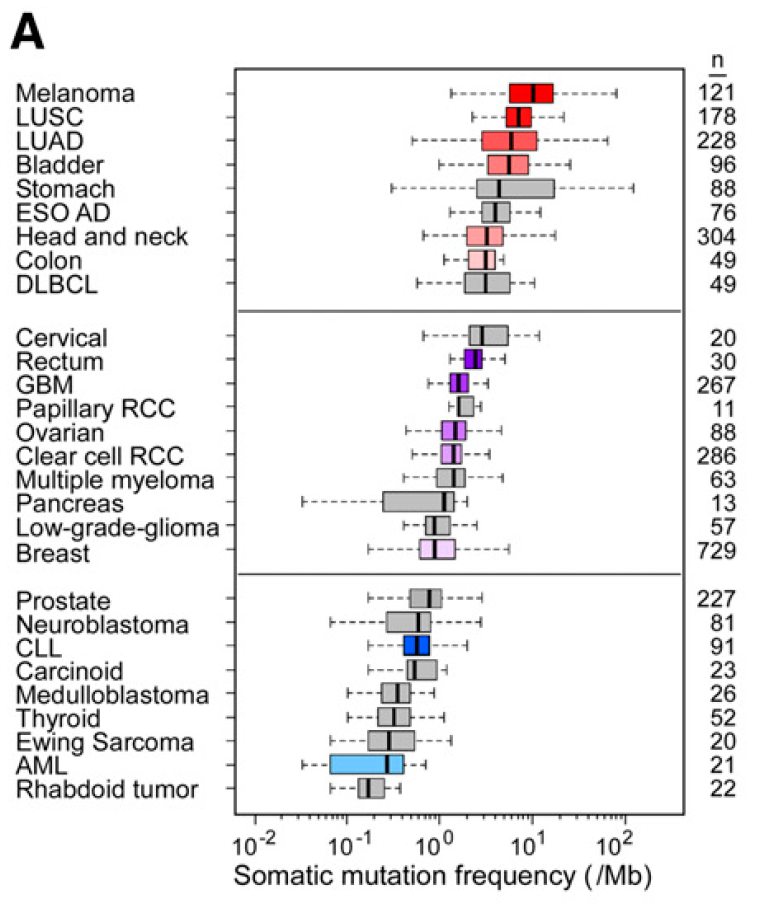 A
n
Melanoma 121
LUSC 178
LUAD 228
Bladder 96
Stomach 88
ESO AD 76
Head and neck 304
Colon 49
DLBCL 49
Cervical 20
Rectum 30
GBM 267
Papillary RCC 11
Ovarian 88
Clear cell RCC 286
Multiple myeloma 63
Pancreas 13
Low-grade-glioma 57
Breast 729
Prostate 227
Neuroblastoma 81
CLL 91
Carcinoid 23
Medulloblastoma 26
Thyroid 52
Ewing Sarcoma 20
AML 21
Rhabdoid tumor 22
10⁻² 10⁻¹ 10⁰ 10¹ 10²
Somatic mutation frequency ( /Mb)